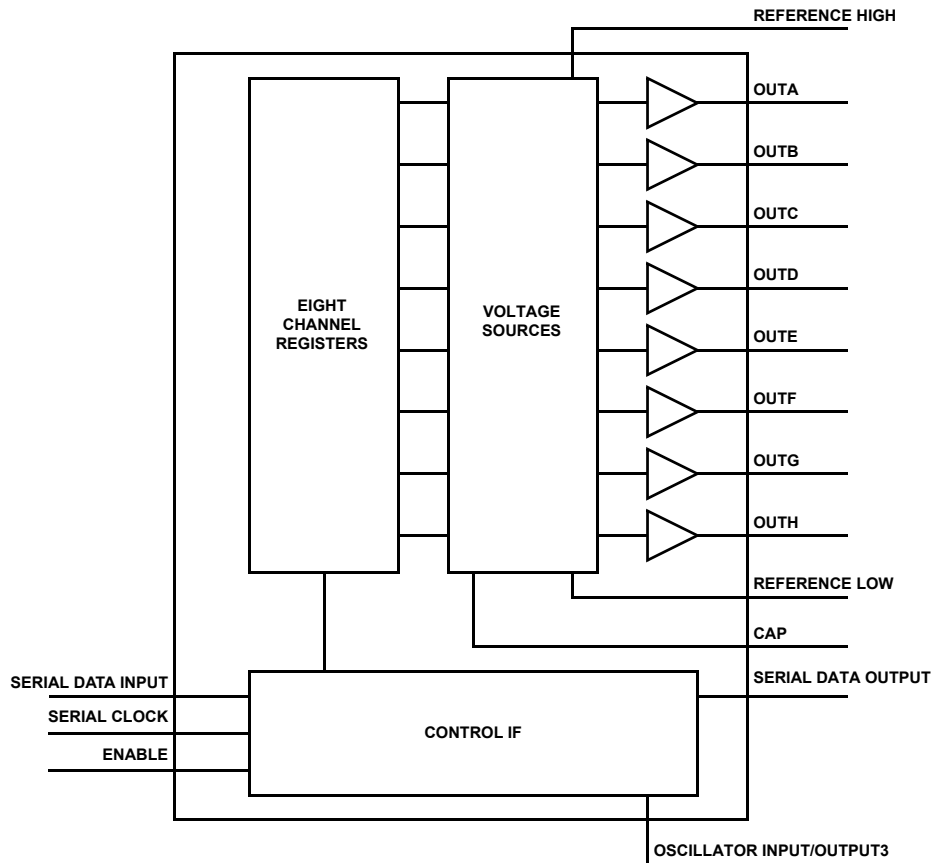 REFERENCE HIGH
OUTA
OUTB
OUTC
OUTD
OUTE
OUTF
OUTG
OUTH
EIGHT
CHANNEL
REGISTERS
VOLTAGE
SOURCES
REFERENCE LOW
CAP
SERIAL DATA OUTPUT
SERIAL DATA INPUT
SERIAL CLOCK
ENABLE
CONTROL IF
OSCILLATOR INPUT/OUTPUT3